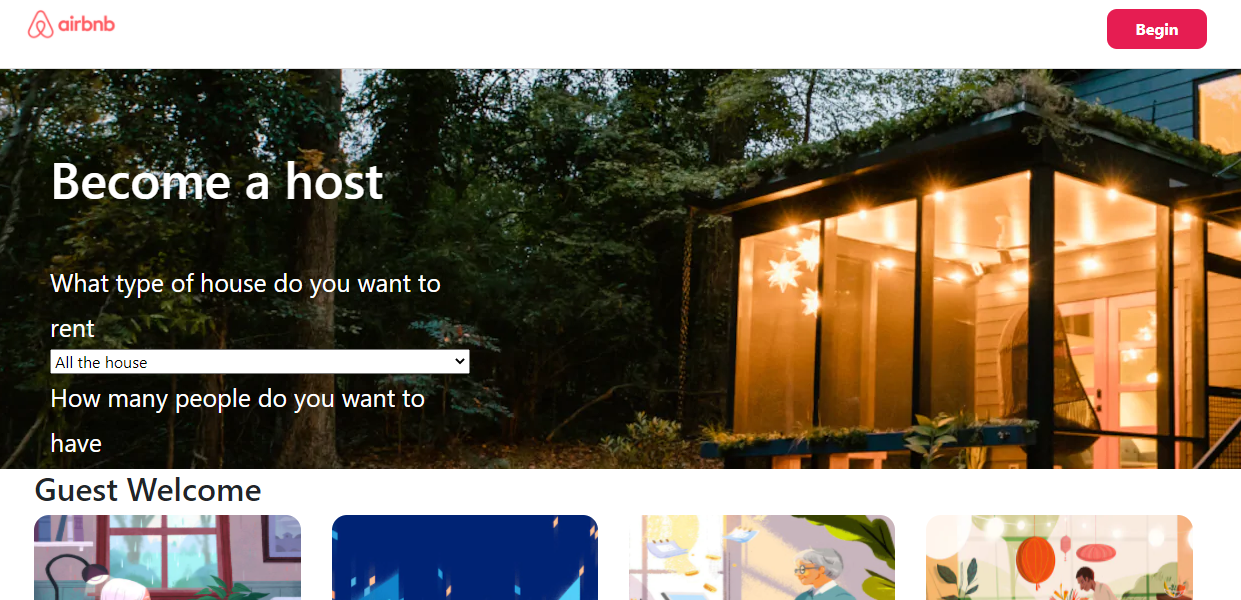 airbnb
Begin
Become a host
What type of house do you want to
rent
All the house
How many people do you want to
have
Guest Welcome